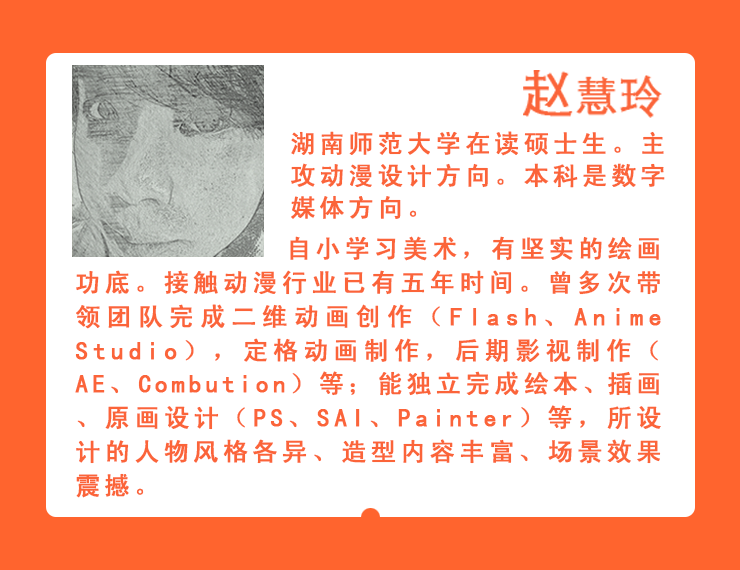 赵慧玲
湖南师范大学在读硕士生。主
攻动漫设计方向。本科是数字
媒体方向。
自小学习美术，有坚实的绘画
功底。接触动漫行业已有五年时间。曾多次带
领团队完成二维动画创作（Flash、Anime
Studio），定格动画制作，后期影视制作（
AE、Combution）等；能独立完成绘本、插画
、原画设计（PS、SAI、Painter）等，所设
计的人物风格各异、造型内容丰富、场景效果
震撼。